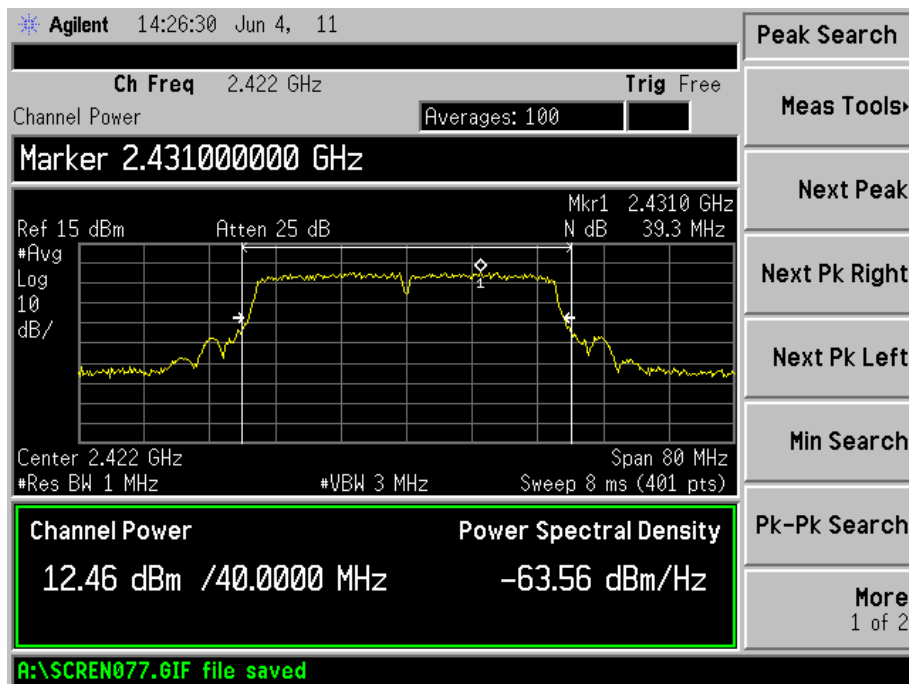 Agilent 14:26:30 Jun 4, 11
Peak Search
Ch Freq 2.422 GHz Trig Free
Channel Power Averages: 100
Meas Tools
Marker 2.431000000 GHz
Next Peak
Mkr1 2.4310 GHz
Ref 15 dBm Atten 25 dB N dB 39.3 MHz
#Avg
Log
10
dB/
1
Next Pk Right
Next Pk Left
Center 2.422 GHz Span 80 MHz
#Res BW 1 MHz #VBW 3 MHz Sweep 8 ms (401 pts)
Min Search
Channel Power Power Spectral Density
12.46 dBm /40.0000 MHz -63.56 dBm/Hz
Pk-Pk Search
More
1 of 2
A:\SCREN077.GIF file saved